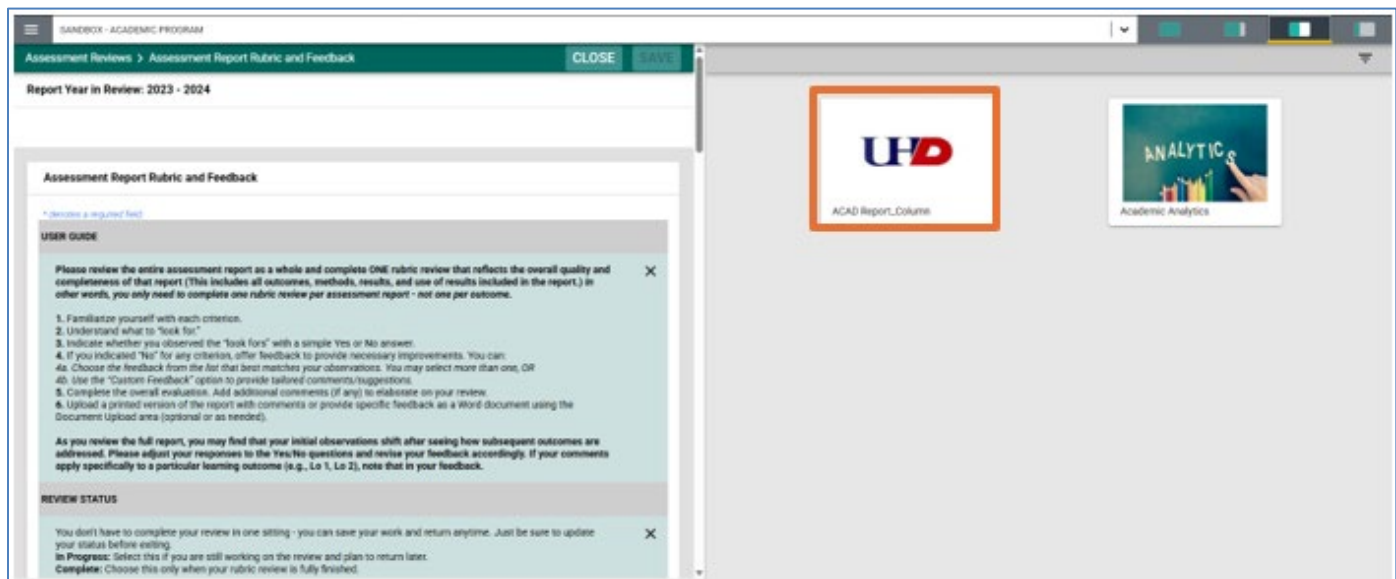 SANDBOX - ACADEMIC PROGRAM
Assessment Reviews > Assessment Report Rubric and Feedback
CLOSE
SAVE
Report Year in Review: 2023 - 2024
Assessment Report Rubric and Feedback
* denotes a required field
USER GUIDE
Please review the entire assessment report as a whole and complete ONE rubric review that reflects the overall quality and
completeness of that report (This includes all outcomes, methods, results, and use of results included in the report.) in
other words, you only need to complete one rubric review per assessment report - not one per outcome.
1. Familiarize yourself with each criterion.
2. Understand what to "look for."
3. Indicate whether you observed the "look fors" with a simple Yes or No answer.
4. If you indicated "No" for any criterion, offer feedback to provide necessary improvements. You can:
4a. Choose the feedback from the list that best matches your observations. You may select more than one, OR
4b. Use the "Custom Feedback" option to provide tailored comments/suggestions.
5. Complete the overall evaluation. Add additional comments (if any) to elaborate on your review.
6. Upload a printed version of the report with comments or provide specific feedback as a Word document using the
Document Upload area (optional or as needed).
As you review the full report, you may find that your initial observations shift after seeing how subsequent outcomes are
addressed. Please adjust your responses to the Yes/No questions and revise your feedback accordingly. If your comments
apply specifically to a particular learning outcome (e.g., Lo 1, Lo 2), note that in your feedback.
REVIEW STATUS
You don't have to complete your review in one sitting - you can save your work and return anytime. Just be sure to update
your status before exiting.
In Progress: Select this if you are still working on the review and plan to return later.
Complete: Choose this only when your rubric review is fully finished.
UHD
ACAD Report_Column
ANALYTICS
Academic Analytics